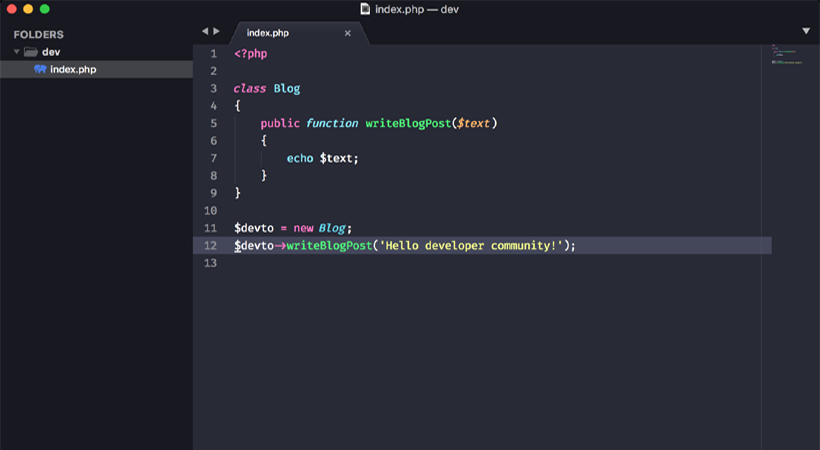 index.php — dev
FOLDERS
dev
index.php
index.php
1 <?php
2
3 class Blog
4 {
5 public function writeBlogPost($text)
6 {
7 echo $text;
8 }
9 }
10
11 $devto = new Blog;
12 $devto->writeBlogPost('Hello developer community!');
13